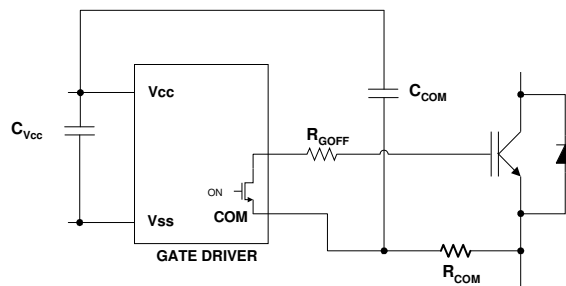 Vcc
CCOM
CVcc
RGOFF
ON
COM
Vss
GATE DRIVER
RCOM